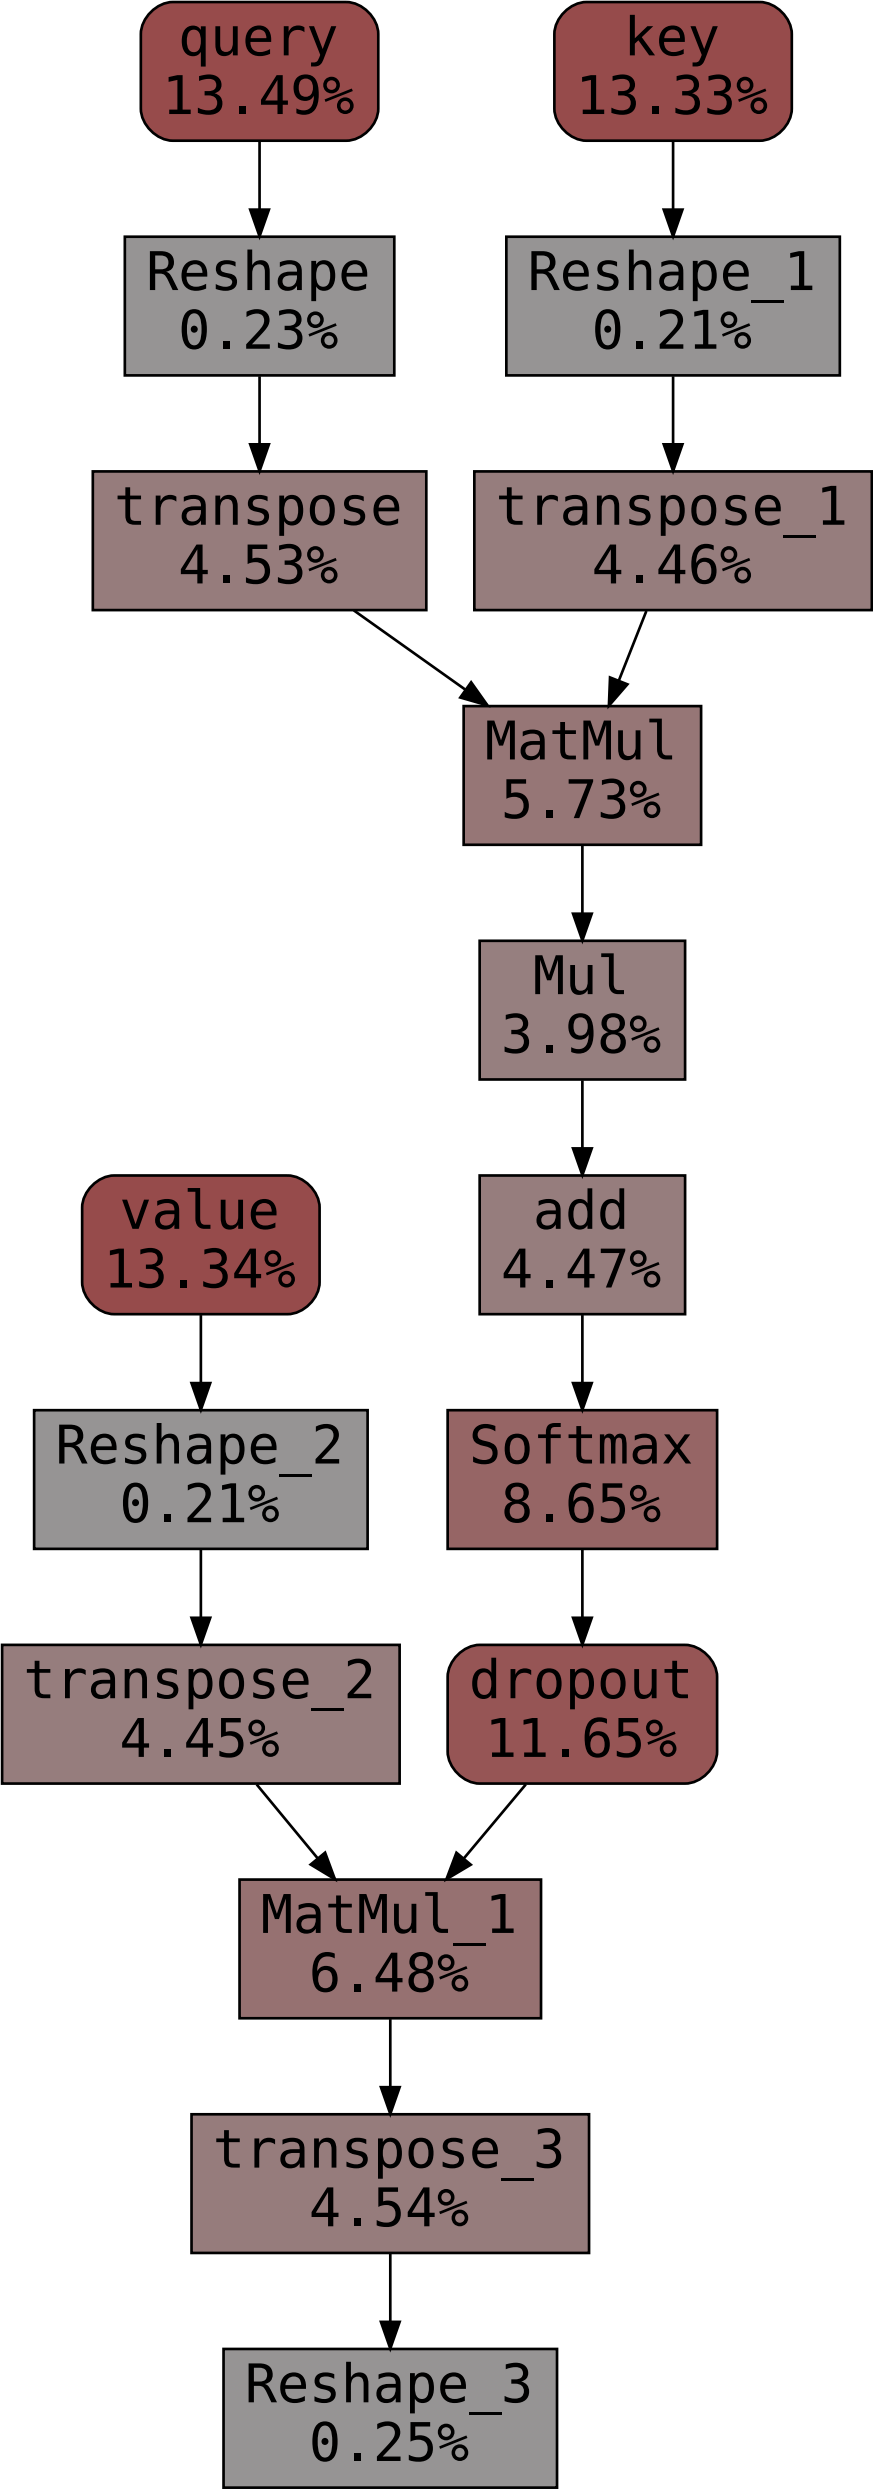 query
13.49%
key
13.33%
Reshape
0.23%
Reshape_1
0.21%
transpose
4.53%
transpose_1
4.46%
MatMul
5.73%
Mul
3.98%
value
13.34%
add
4.47%
Reshape_2
0.21%
Softmax
8.65%
transpose_2
4.45%
dropout
11.65%
MatMul_1
6.48%
transpose_3
4.54%
Reshape_3
0.25%